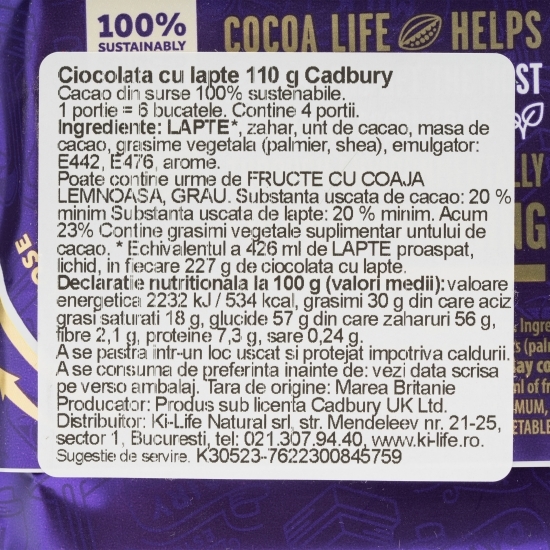 100%
SUSTAINABLY
COCOA LIFE HELPS
Ciocolata cu lapte 110 g Cadbury
Cacao din surse 100% sustenabile.
1 portie = 6 bucatele. Contine 4 portii.
Ingrediente: LAPTE*, zahar, unt de cacao, masa de
cacao, grasime vegetala (palmier, shea), emulgator:
E442, E476, arome.
Poate contine urme de FRUCTE CU COAJA
LEMNOASA, GRAU. Substanta uscata de cacao: 20 %
minim Substanta uscata de lapte: 20 % minim. Acum
23% Contine grasimi vegetale suplimentar untului de
cacao. * Echivalentul a 426 ml de LAPTE proaspat,
lichid, in fiecare 227 g de ciocolata cu lapte.
Declaratie nutritionala la 100 g (valori medii): valoare
energetica 2232 kJ / 534 kcal, grasimi 30 g din care aciz
grasi saturati 18 g, glucide 57 g din care zaharuri 56 g,
fibre 2,1 g, proteine 7,3 g, sare 0,24 g.
A se pastra intr-un loc uscat si protejat impotriva caldurii.
A se consuma de preferinta inainte de: vezi data scrisa
pe verso ambalaj. Tara de origine: Marea Britanie
Producator: Produs sub licenta Cadbury UK Ltd.
Distribuitor: Ki-Life Natural srl, str. Mendeleev nr. 21-25,
sector 1, Bucuresti, tel: 021.307.94.40, www.ki-life.ro.
Sugestie de servire. K30523-7622300845759